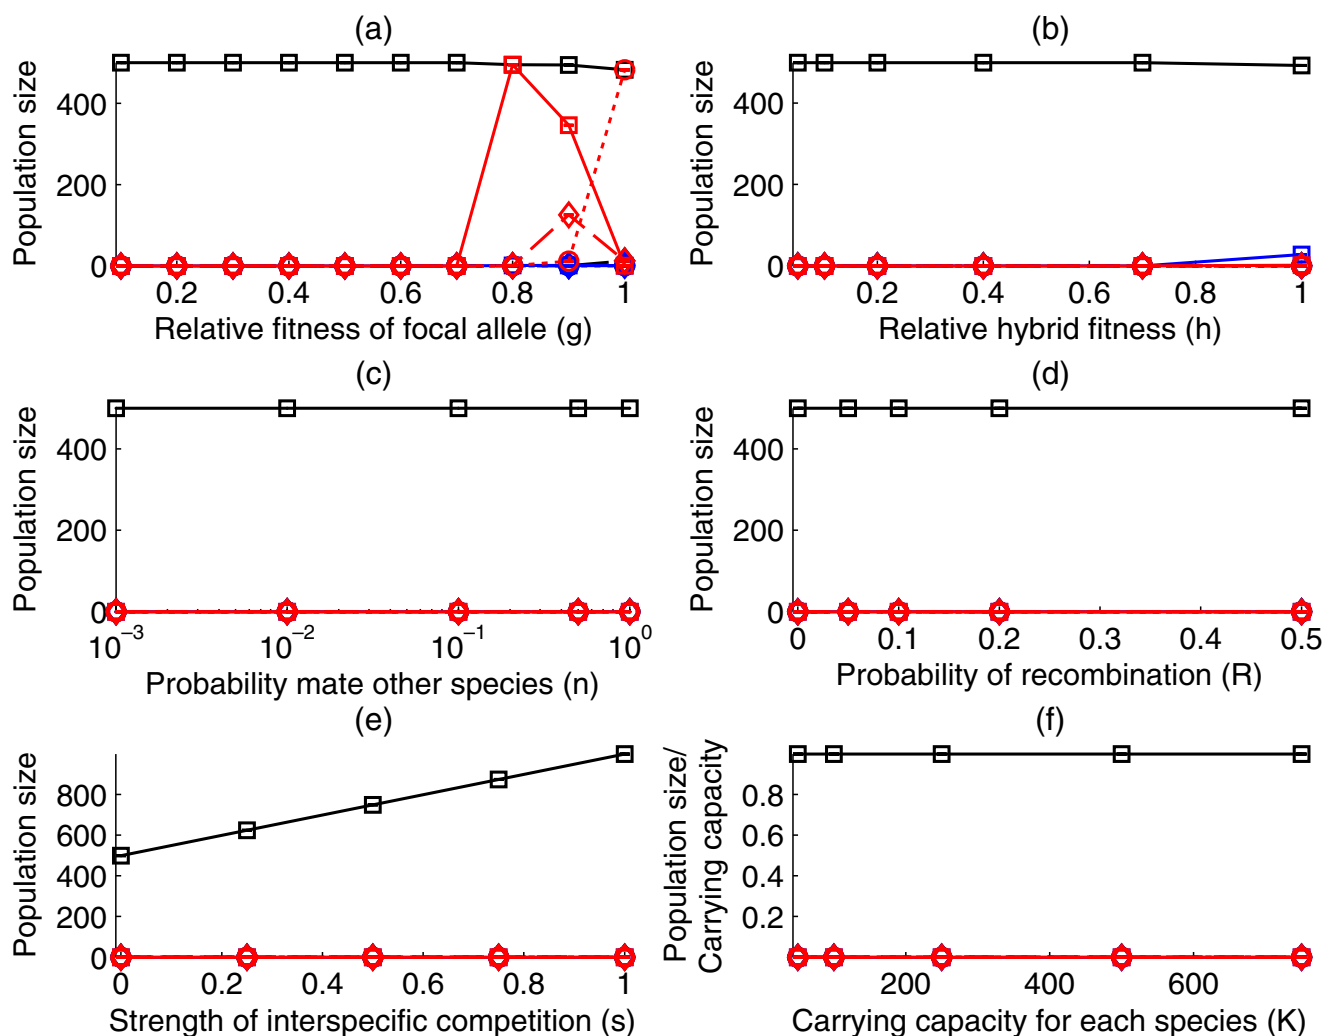 (a)
Population size
400
200
0
0.2 0.4 0.6 0.8 1
Relative fitness of focal allele (g)
(b)
Population size
400
200
0
0.2 0.4 0.6 0.8 1
Relative hybrid fitness (h)
(c)
Population size
400
200
0
10⁻³ 10⁻² 10⁻¹ 10⁰
Probability mate other species (n)
(d)
Population size
400
200
0
0 0.1 0.2 0.3 0.4 0.5
Probability of recombination (R)
(e)
Population size
800
600
400
200
0
0 0.2 0.4 0.6 0.8 1
Strength of interspecific competition (s)
(f)
Population size/
Carrying capacity
0.8
0.6
0.4
0.2
200 400 600
Carrying capacity for each species (K)